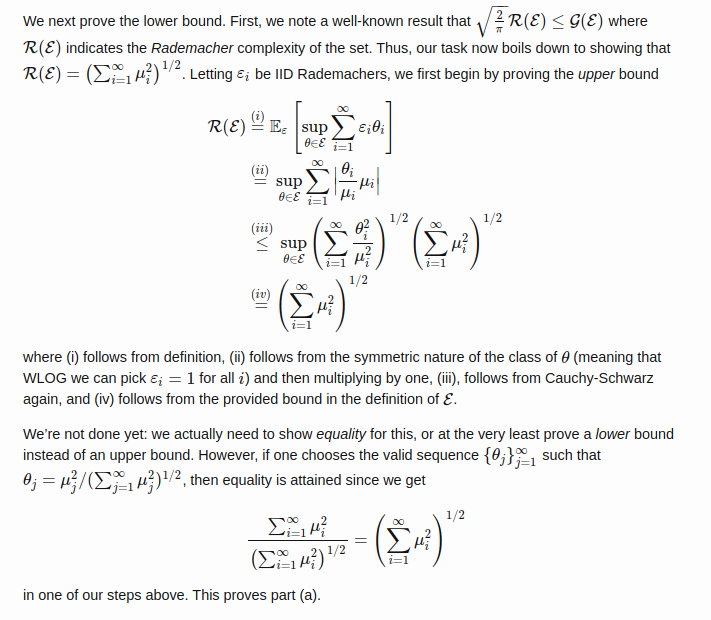 We next prove the lower bound. First, we note a well-known result that $\sqrt{\frac{2}{\pi}}\mathcal{R}(\mathcal{E}) \leq \mathcal{G}(\mathcal{E})$ where
$\mathcal{R}(\mathcal{E})$ indicates the Rademacher complexity of the set. Thus, our task now boils down to showing that
$\mathcal{R}(\mathcal{E}) = (\sum_{i=1}^{\infty} \mu_i^2)^{1/2}$. Letting $\varepsilon_i$ be IID Rademachers, we first begin by proving the upper bound
$\mathcal{R}(\mathcal{E}) \stackrel{(i)}{=} \mathbb{E}_{\varepsilon}\left[\sup_{\theta \in \mathcal{E}} \sum_{i=1}^{\infty} \varepsilon_i \theta_i\right]$
$\stackrel{(ii)}{=} \sup_{\theta \in \mathcal{E}} \sum_{i=1}^{\infty} \left|\frac{\theta_i}{\mu_i} \mu_i\right|$
$\stackrel{(iii)}{\leq} \sup_{\theta \in \mathcal{E}} \left(\sum_{i=1}^{\infty} \frac{\theta_i^2}{\mu_i^2}\right)^{1/2} \left(\sum_{i=1}^{\infty} \mu_i^2\right)^{1/2}$
$\stackrel{(iv)}{=} \left(\sum_{i=1}^{\infty} \mu_i^2\right)^{1/2}$
where (i) follows from definition, (ii) follows from the symmetric nature of the class of $\theta$ (meaning that
WLOG we can pick $\varepsilon_i = 1$ for all $i$) and then multiplying by one, (iii), follows from Cauchy-Schwarz
again, and (iv) follows from the provided bound in the definition of $\mathcal{E}$.
We're not done yet: we actually need to show equality for this, or at the very least prove a lower bound
instead of an upper bound. However, if one chooses the valid sequence $\{\theta_j\}_{j=1}^{\infty}$ such that
$\theta_j = \mu_j^2/(\sum_{j=1}^{\infty} \mu_j^2)^{1/2}$, then equality is attained since we get
$\frac{\sum_{i=1}^{\infty} \mu_i^2}{(\sum_{i=1}^{\infty} \mu_i^2)^{1/2}} = \left(\sum_{i=1}^{\infty} \mu_i^2\right)^{1/2}$
in one of our steps above. This proves part (a).